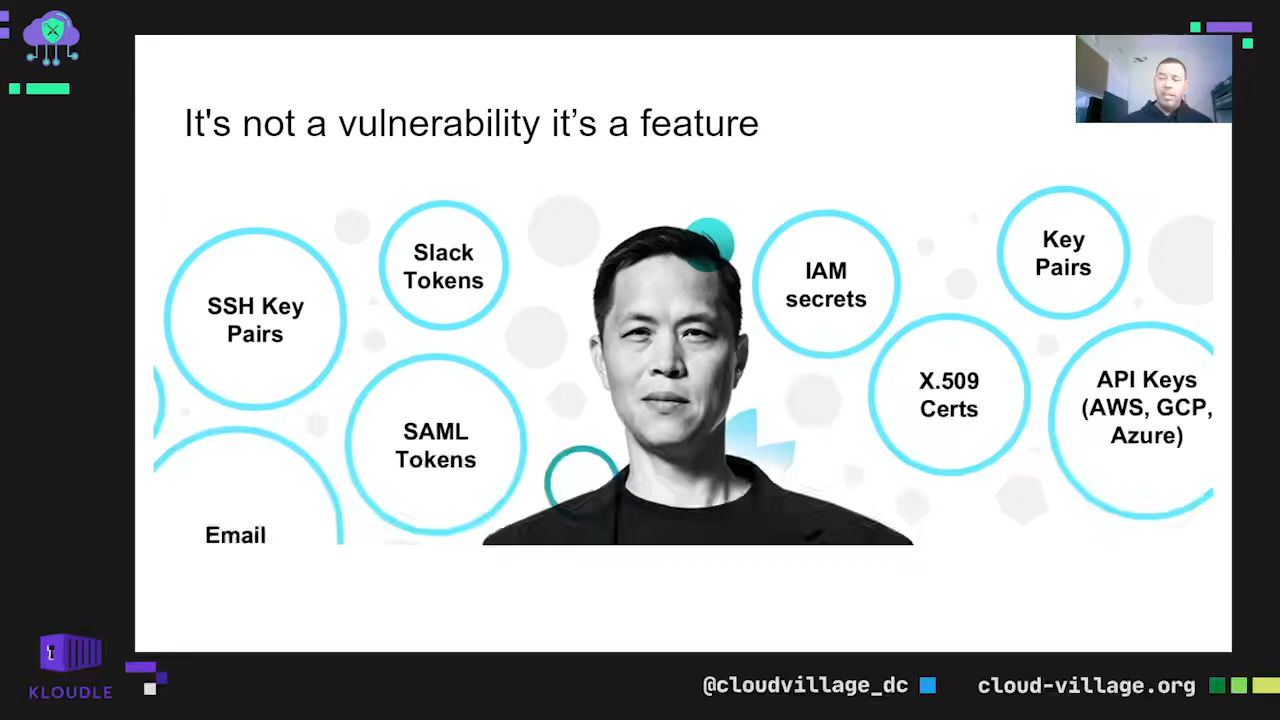 It's not a vulnerability it’s a feature
SSH Key
Pairs
Slack
Tokens
IAM
secrets
Key
Pairs
SAML
Tokens
X.509
Certs
API Keys
(AWS, GCP,
Azure)
Email
KLOUDLE
@cloudvillage_dc
cloud-village.org